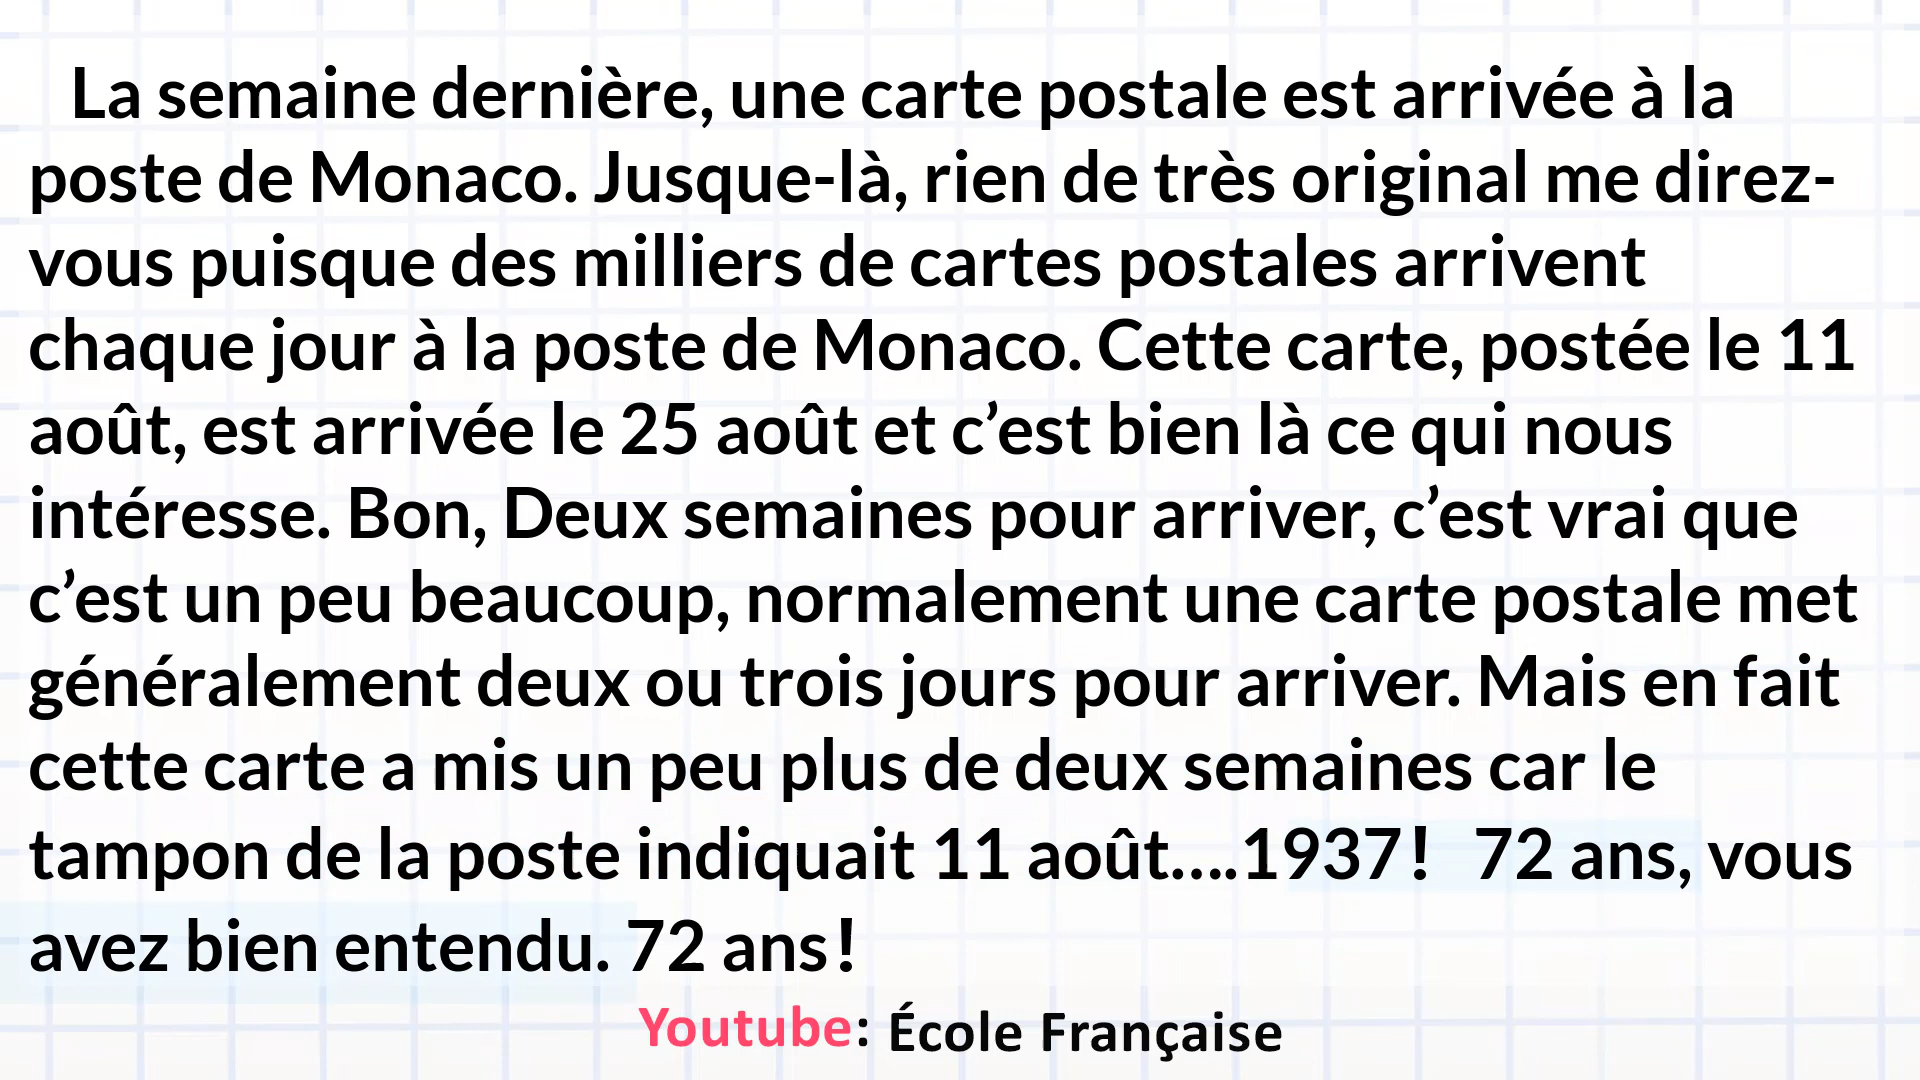 La semaine dernière, une carte postale est arrivée à la
poste de Monaco. Jusque-là, rien de très original me direz-
vous puisque des milliers de cartes postales arrivent
chaque jour à la poste de Monaco. Cette carte, postée le 11
août, est arrivée le 25 août et c’est bien là ce qui nous
intéresse. Bon, Deux semaines pour arriver, c’est vrai que
c’est un peu beaucoup, normalement une carte postale met
généralement deux ou trois jours pour arriver. Mais en fait
cette carte a mis un peu plus de deux semaines car le
tampon de la poste indiquait 11 août….1937 ! 72 ans, vous
avez bien entendu. 72 ans !
Youtube: École Française